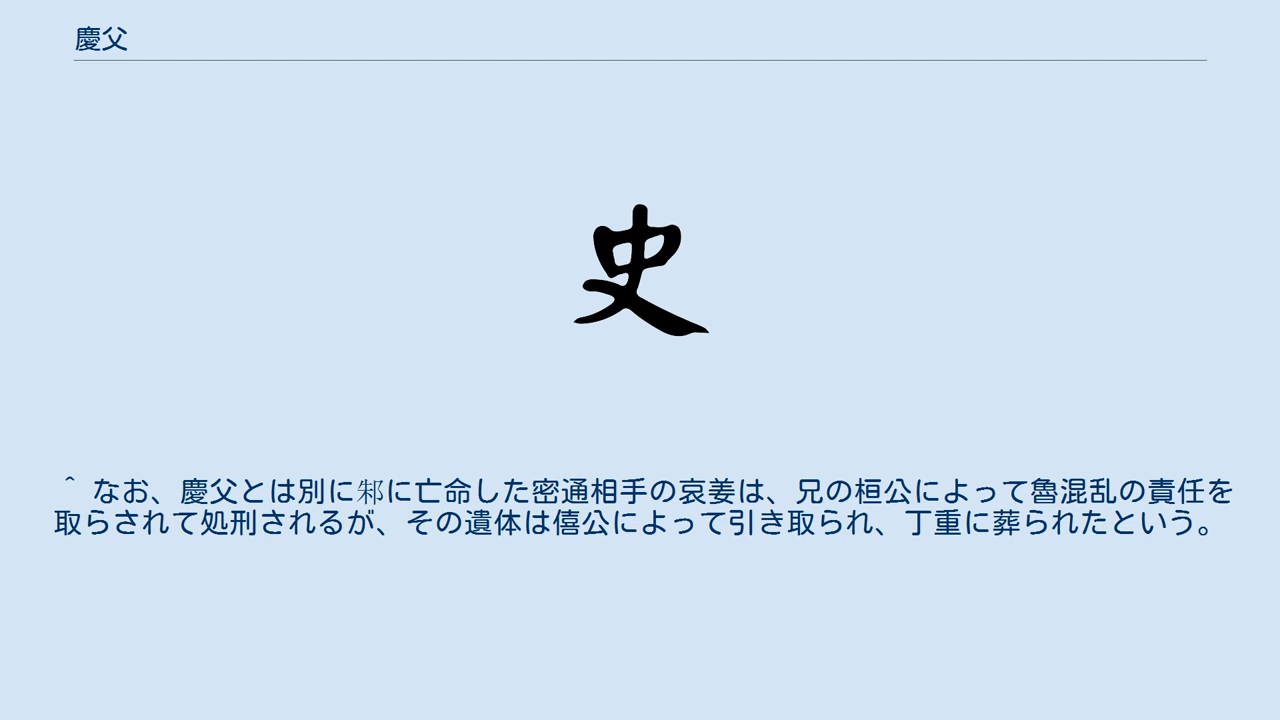 慶父
史
^ なお、慶父とは別に邾に亡命した密通相手の哀姜は、兄の桓公によって魯混乱の責任を
取らされて処刑されるが、その遺体は僖公によって引き取られ、丁重に葬られたという。